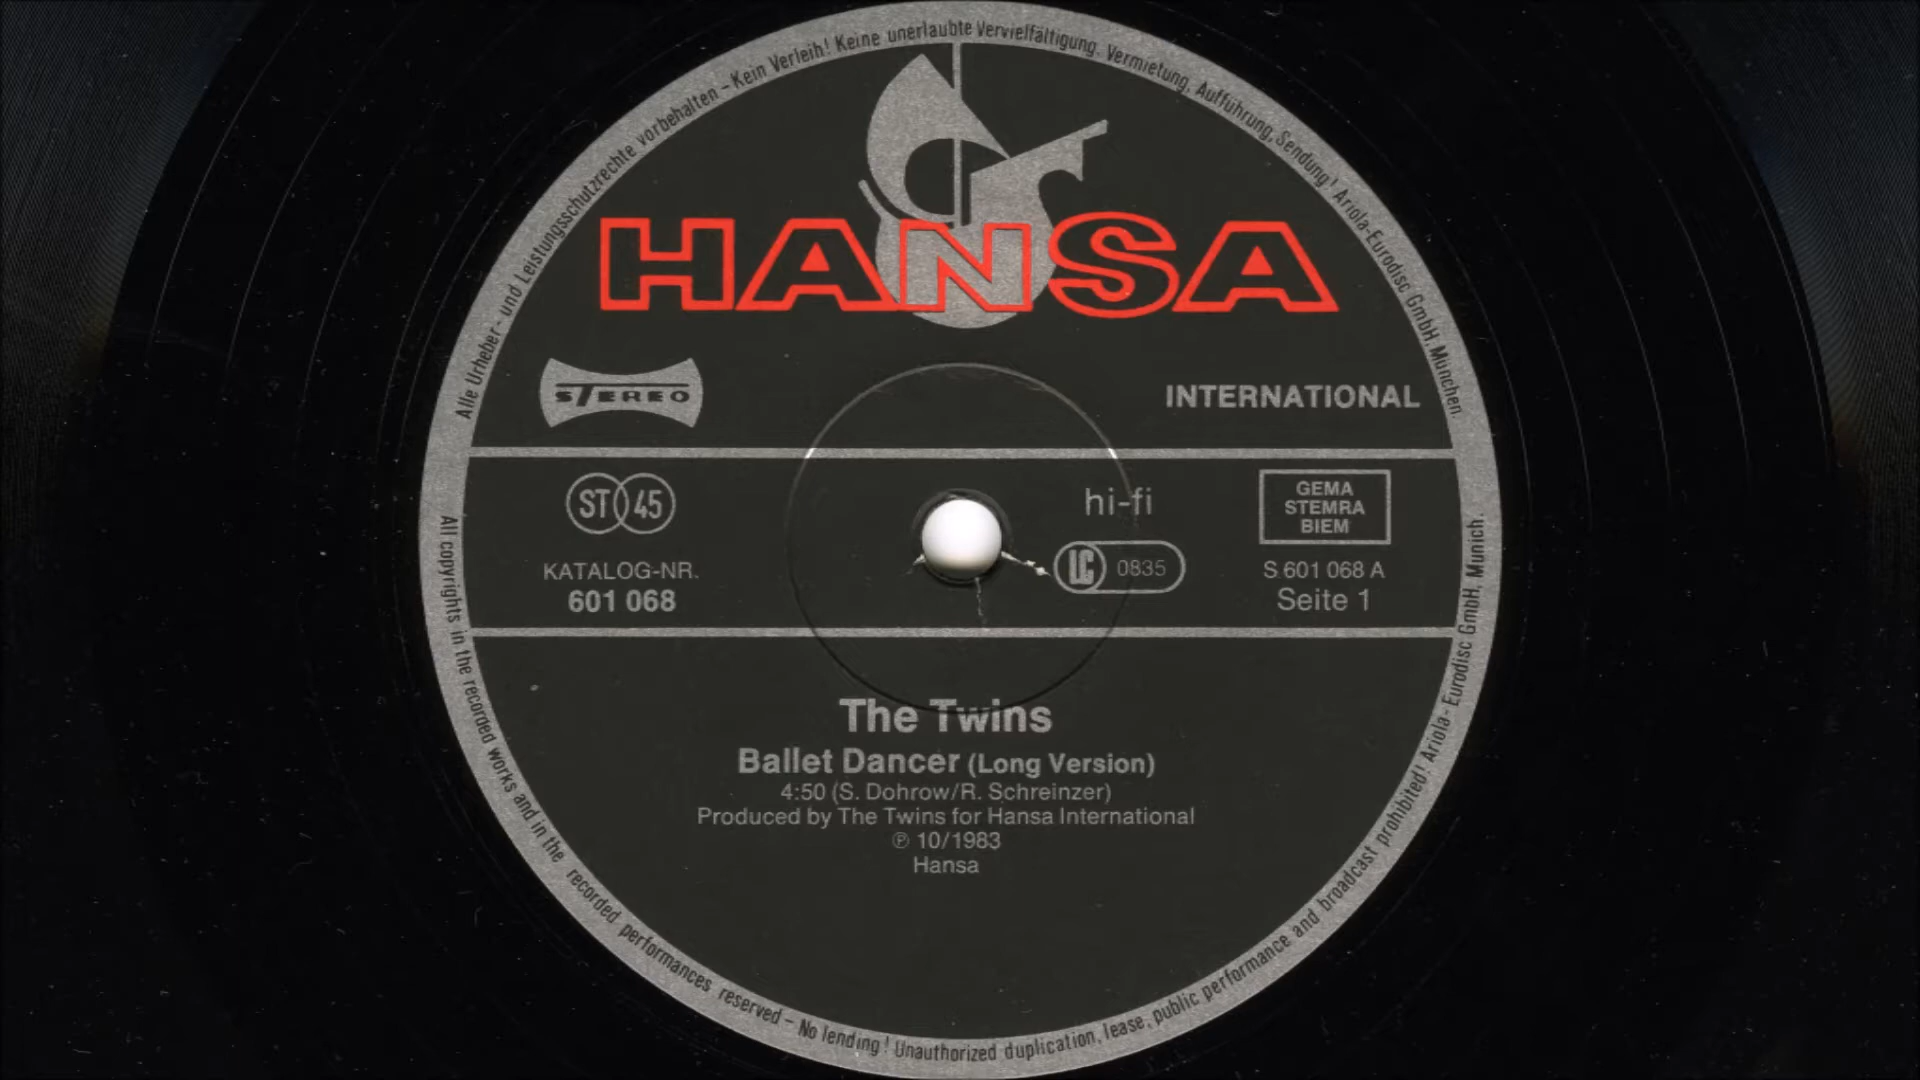 Alle Urheber- und Leistungsschutzrechte vorbehalten – Kein Verleih! Keine unerlaubte Vervielfältigung, Vermietung, Aufführung, Sendung! Ariola-Eurodisc GmbH, München.
HANSA
STEREO
INTERNATIONAL
ST 45
hi-fi
GEMA
STEMRA
BIEM
KATALOG-NR.
601 068
LC 0835
S 601 068 A
Seite 1
The Twins
Ballet Dancer (Long Version)
4:50 (S. Dohrow/R. Schreinzer)
Produced by The Twins for Hansa International
℗ 10/1983
Hansa
All copyrights in the recorded works and in the recorded performances reserved – No lending! Unauthorized duplication, lease, public performance and broadcast prohibited! Ariola-Eurodisc GmbH, Munich.